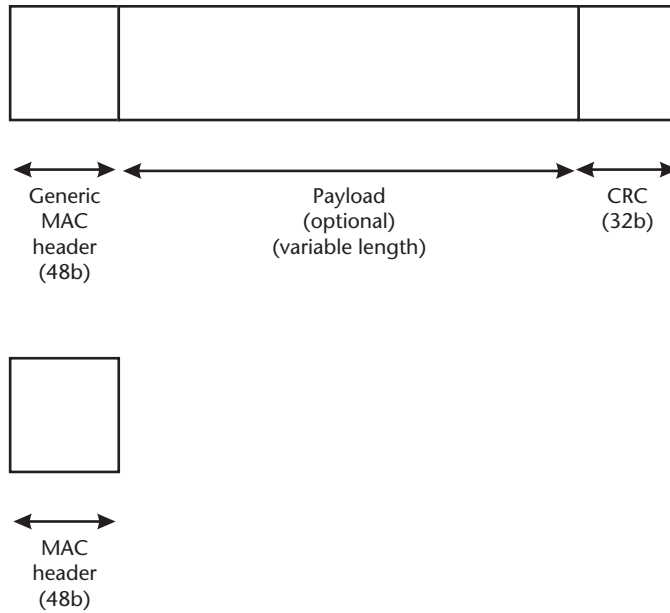 Generic
MAC
header
(48b)
Payload
(optional)
(variable length)
CRC
(32b)
MAC
header
(48b)